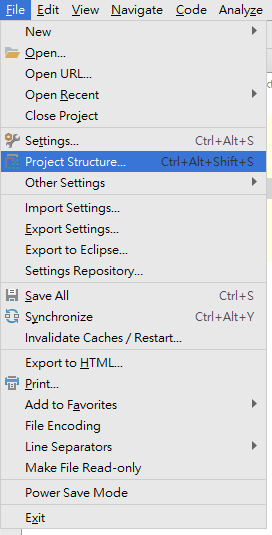 File Edit View Navigate Code Analyze
New
Open...
Open URL...
Open Recent
Close Project
Settings... Ctrl+Alt+S
Project Structure... Ctrl+Alt+Shift+S
Other Settings
Import Settings...
Export Settings...
Export to Eclipse...
Settings Repository...
Save All Ctrl+S
Synchronize Ctrl+Alt+Y
Invalidate Caches / Restart...
Export to HTML...
Print...
Add to Favorites
File Encoding
Line Separators
Make File Read-only
Power Save Mode
Exit